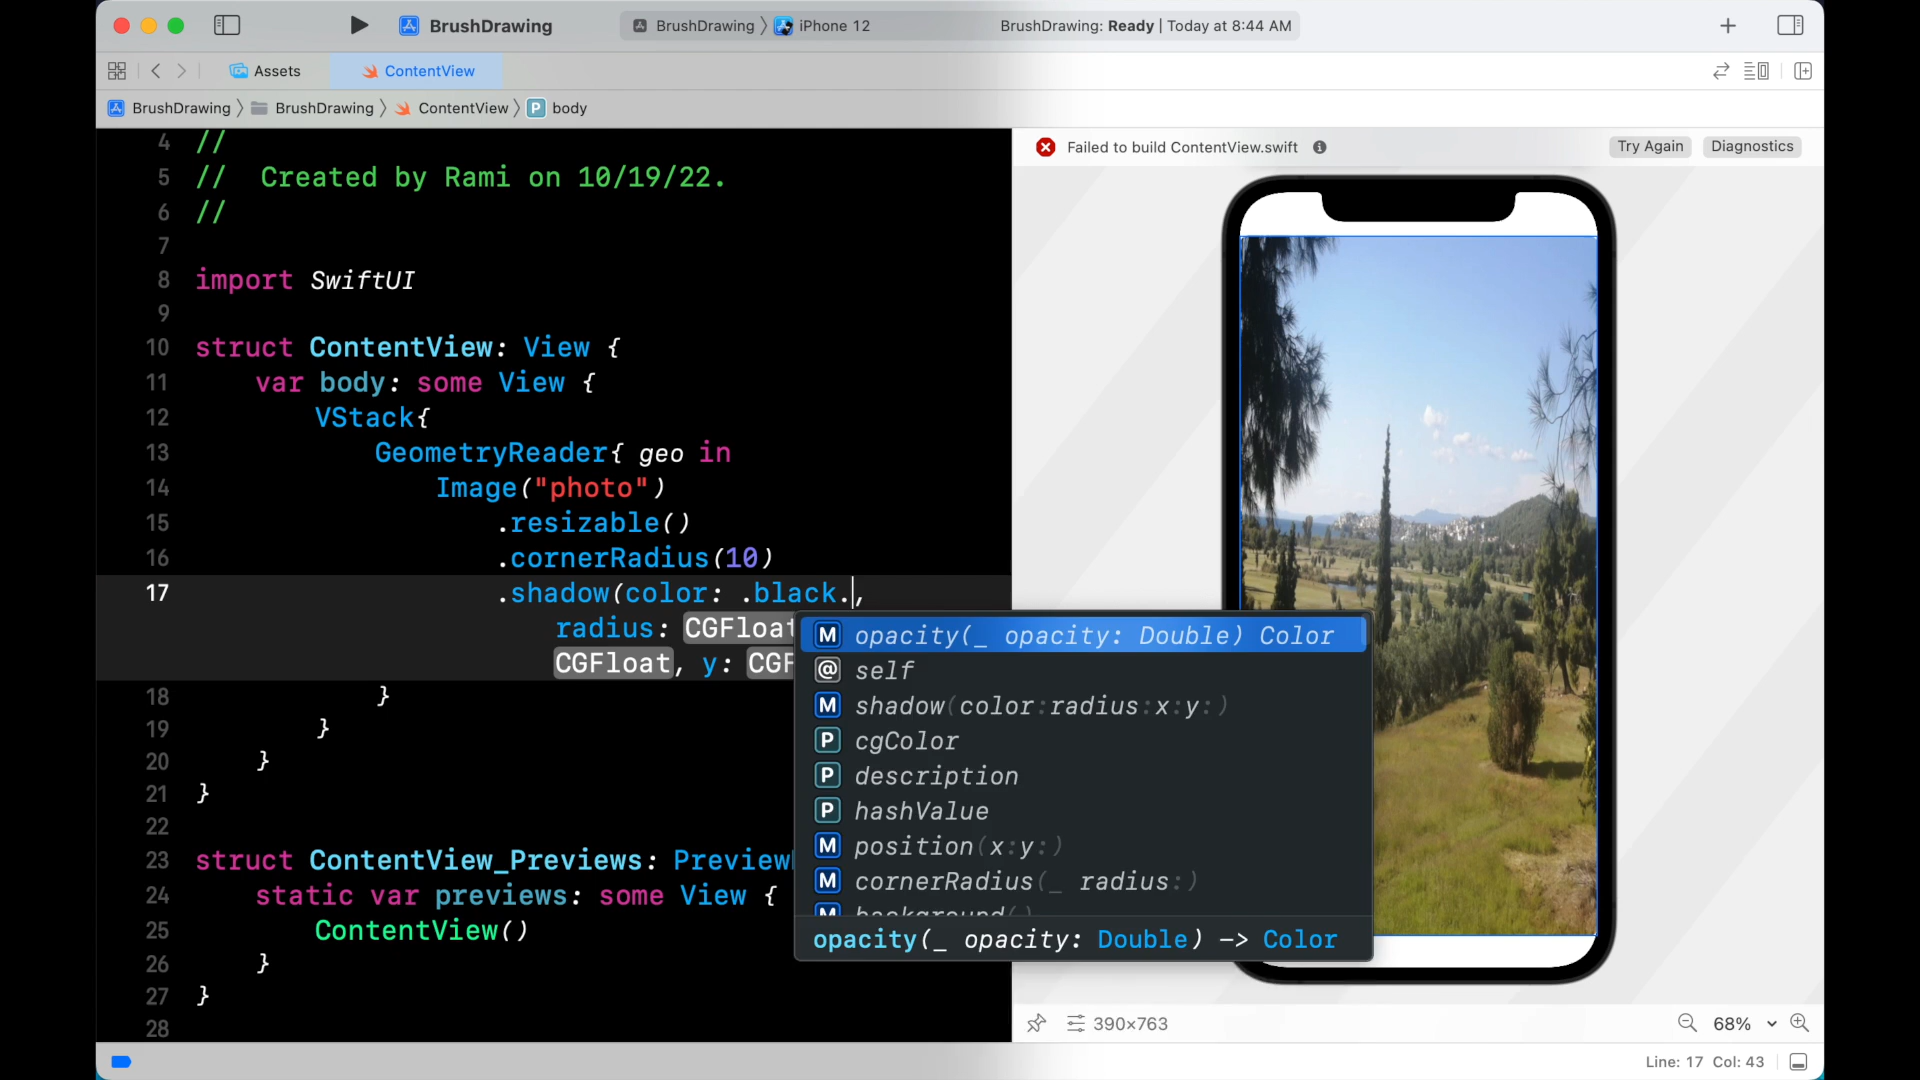 BrushDrawing
BrushDrawing 〉 iPhone 12
BrushDrawing: Ready | Today at 8:44 AM
Assets
ContentView
BrushDrawing 〉 BrushDrawing 〉 ContentView 〉 P body
4 //
5 //  Created by Rami on 10/19/22.
6 //
7
8 import SwiftUI
9
10 struct ContentView: View {
11     var body: some View {
12         VStack{
13             GeometryReader{ geo in
14                 Image("photo")
15                     .resizable()
16                     .cornerRadius(10)
17                     .shadow(color: .black.,
radius: CGFloat
CGFloat, y: CGF
18             }
19         }
20     }
21 }
22
23 struct ContentView_Previews: Preview
24     static var previews: some View {
25         ContentView()
26     }
27 }
28
M opacity(_ opacity: Double) Color
@ self
M shadow(color:radius:x:y:)
P cgColor
P description
P hashValue
M position(x:y:)
M cornerRadius(_ radius:)
M background()
opacity(_ opacity: Double) -> Color
Failed to build ContentView.swift
Try Again
Diagnostics
390×763
68%
Line: 17 Col: 43